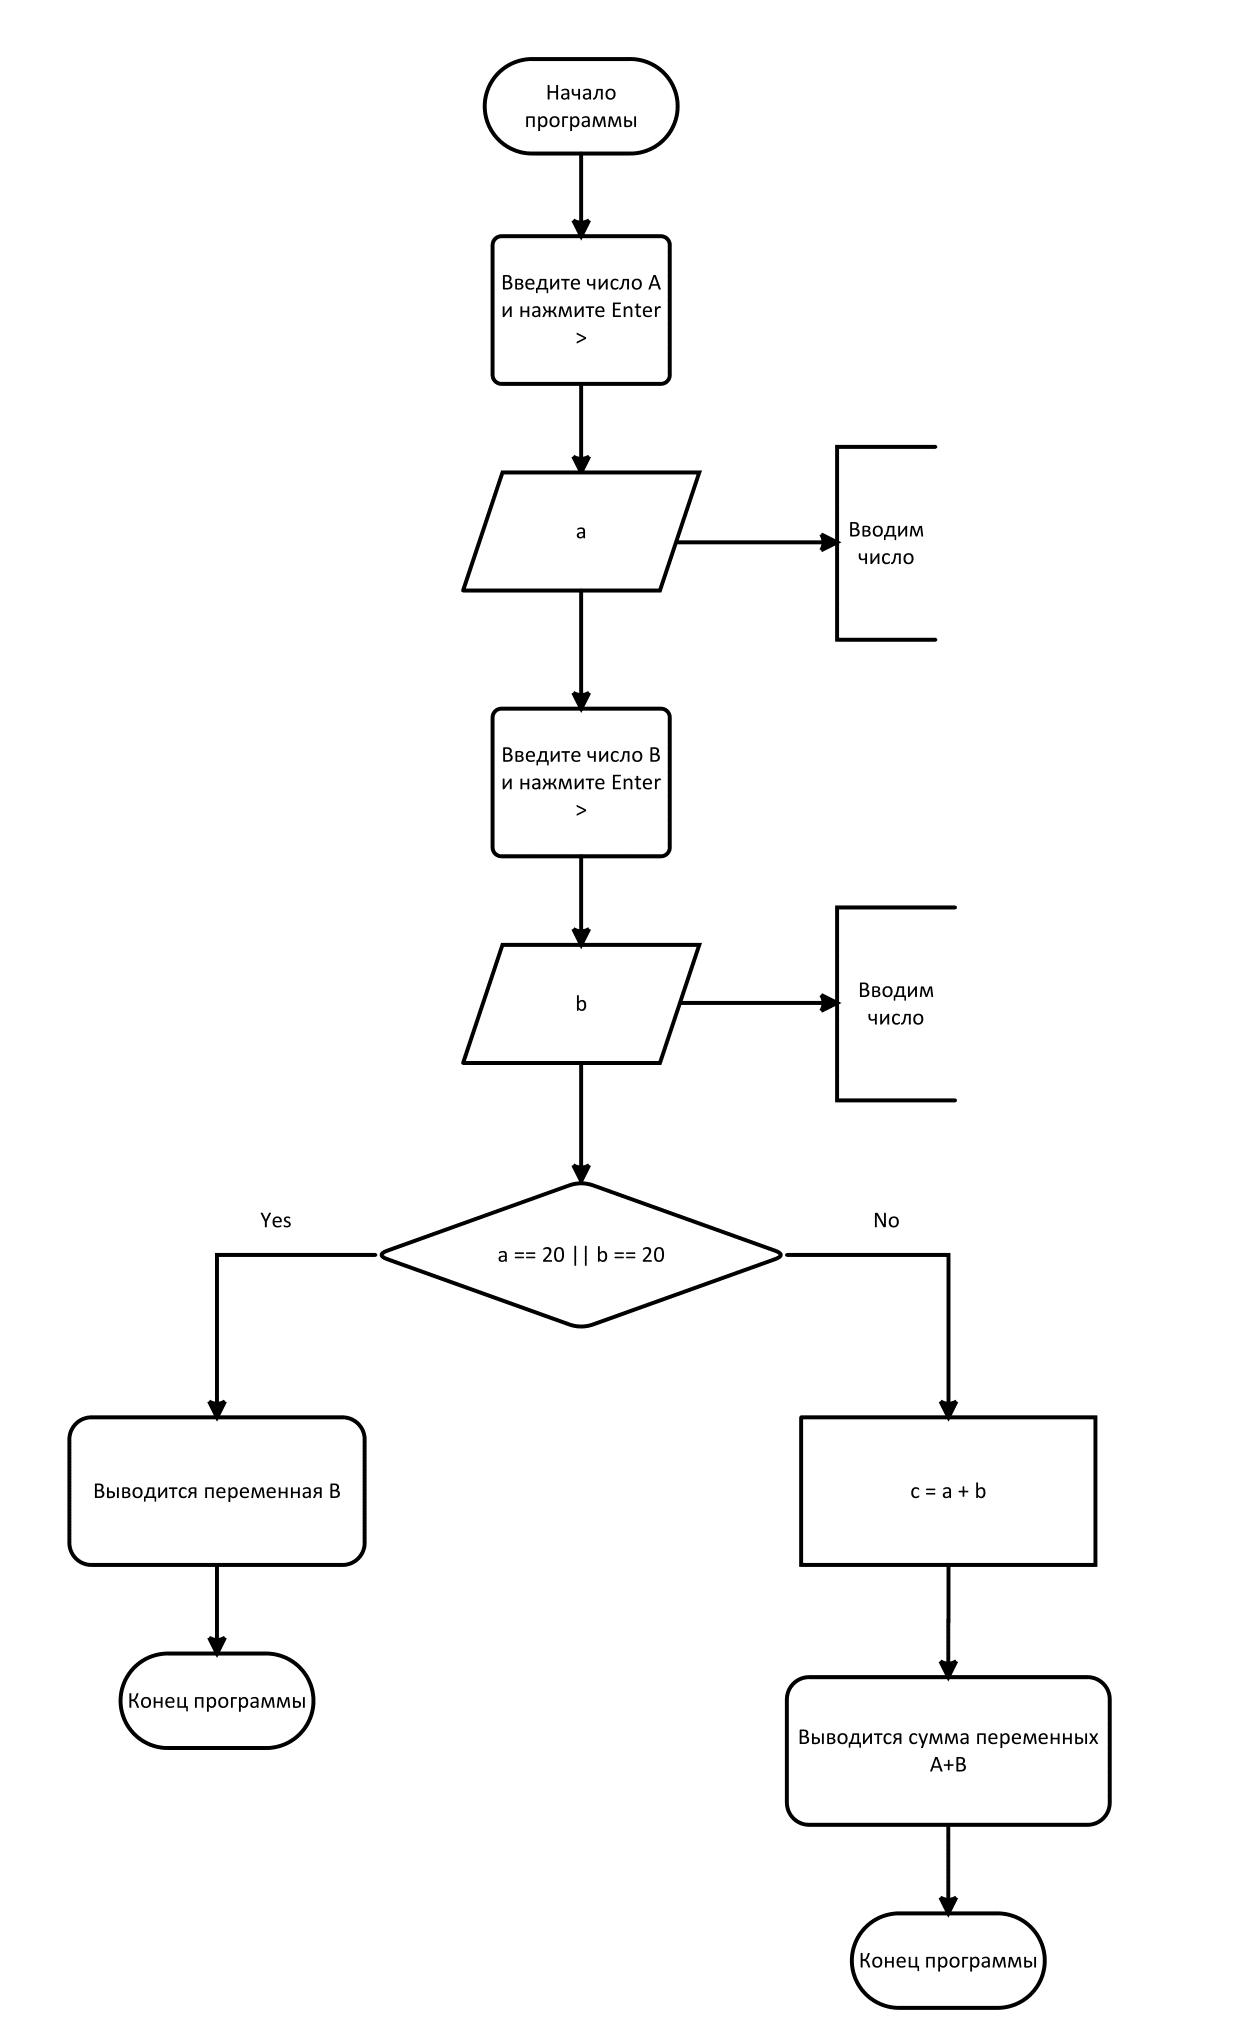 Начало
программы
Введите число A
и нажмите Enter
>
a
Вводим
число
Введите число B
и нажмите Enter
>
b
Вводим
число
Yes
a == 20 || b == 20
No
Выводится переменная B
c = a + b
Конец программы
Выводится сумма переменных
A+B
Конец программы